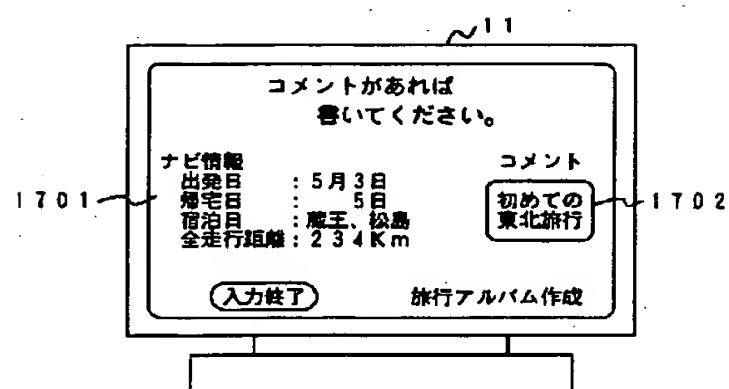 11
コメントがあれば
書いてください。
ナビ情報
コメント
出発日 :5月3日
帰宅日 : 5日
宿泊日 :蔵王、松島
全走行距離:234Km
1701
初めての
東北旅行
1702
入力終了
旅行アルバム作成